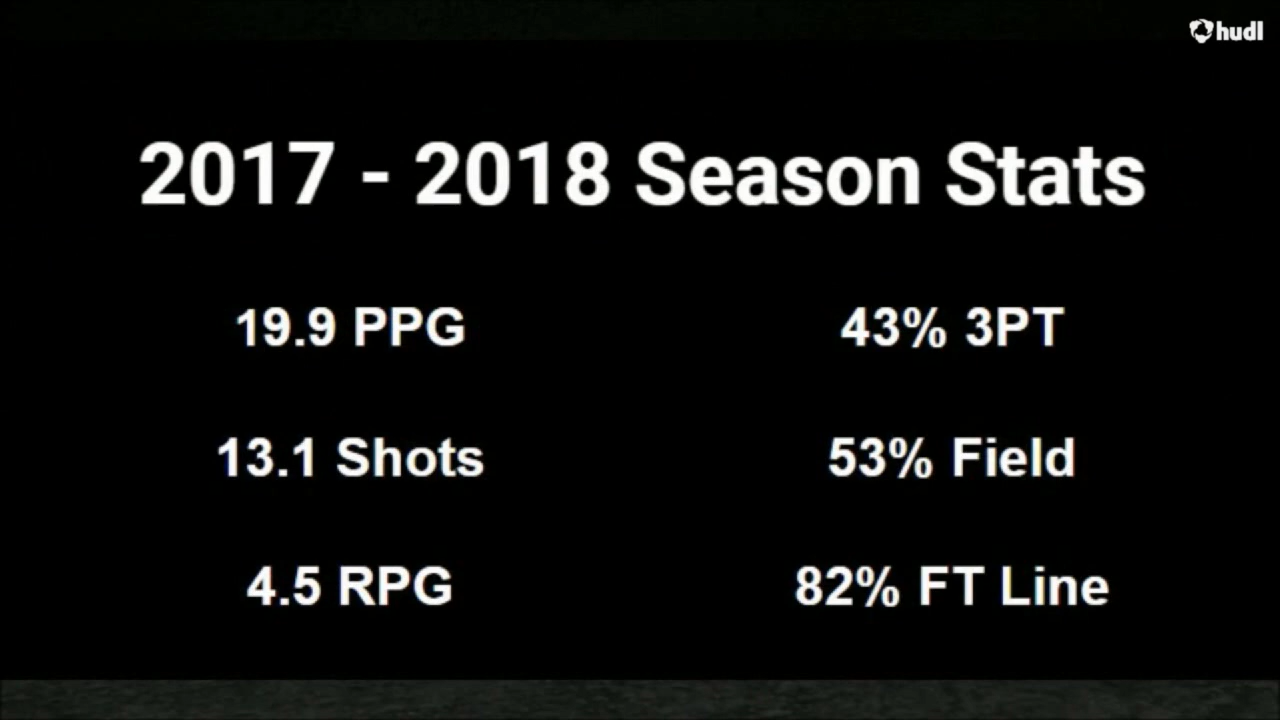 hudl
2017 - 2018 Season Stats
19.9 PPG
43% 3PT
13.1 Shots
53% Field
4.5 RPG
82% FT Line